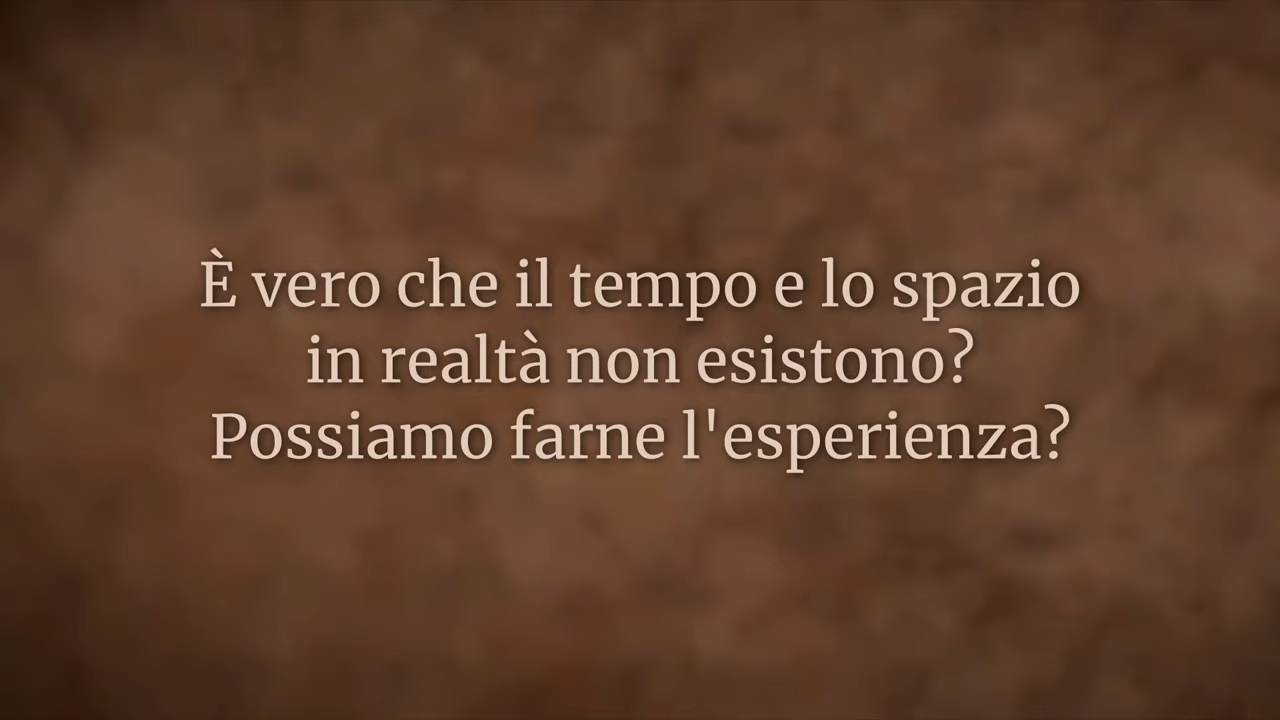 È vero che il tempo e lo spazio
in realtà non esistono?
Possiamo farne l'esperienza?